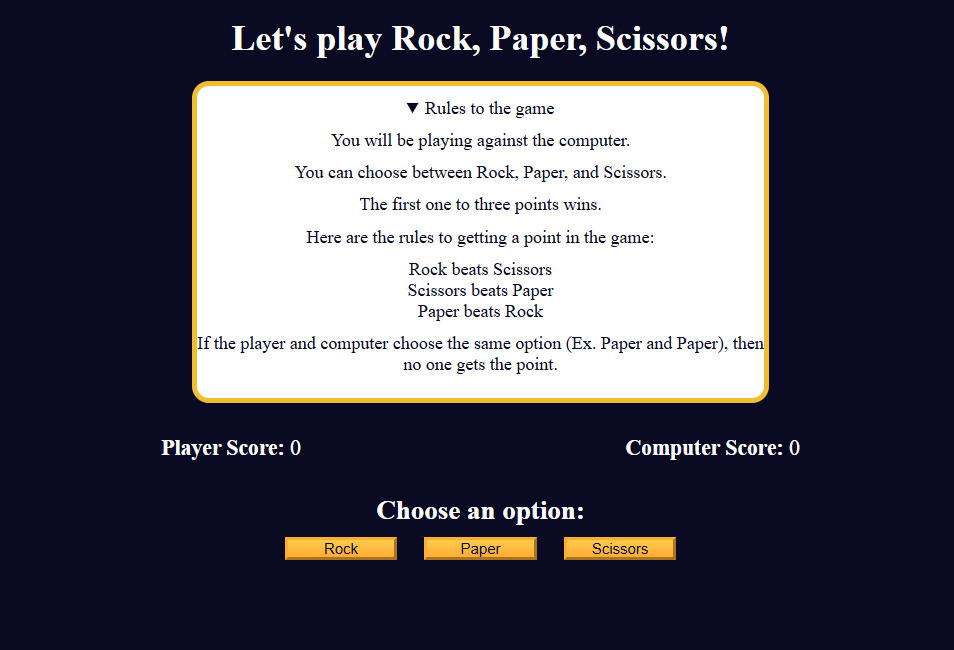 Let's play Rock, Paper, Scissors!
▼ Rules to the game
You will be playing against the computer.
You can choose between Rock, Paper, and Scissors.
The first one to three points wins.
Here are the rules to getting a point in the game:
Rock beats Scissors
Scissors beats Paper
Paper beats Rock
If the player and computer choose the same option (Ex. Paper and Paper), then
no one gets the point.
Player Score: 0 Computer Score: 0
Choose an option:
Rock Paper Scissors